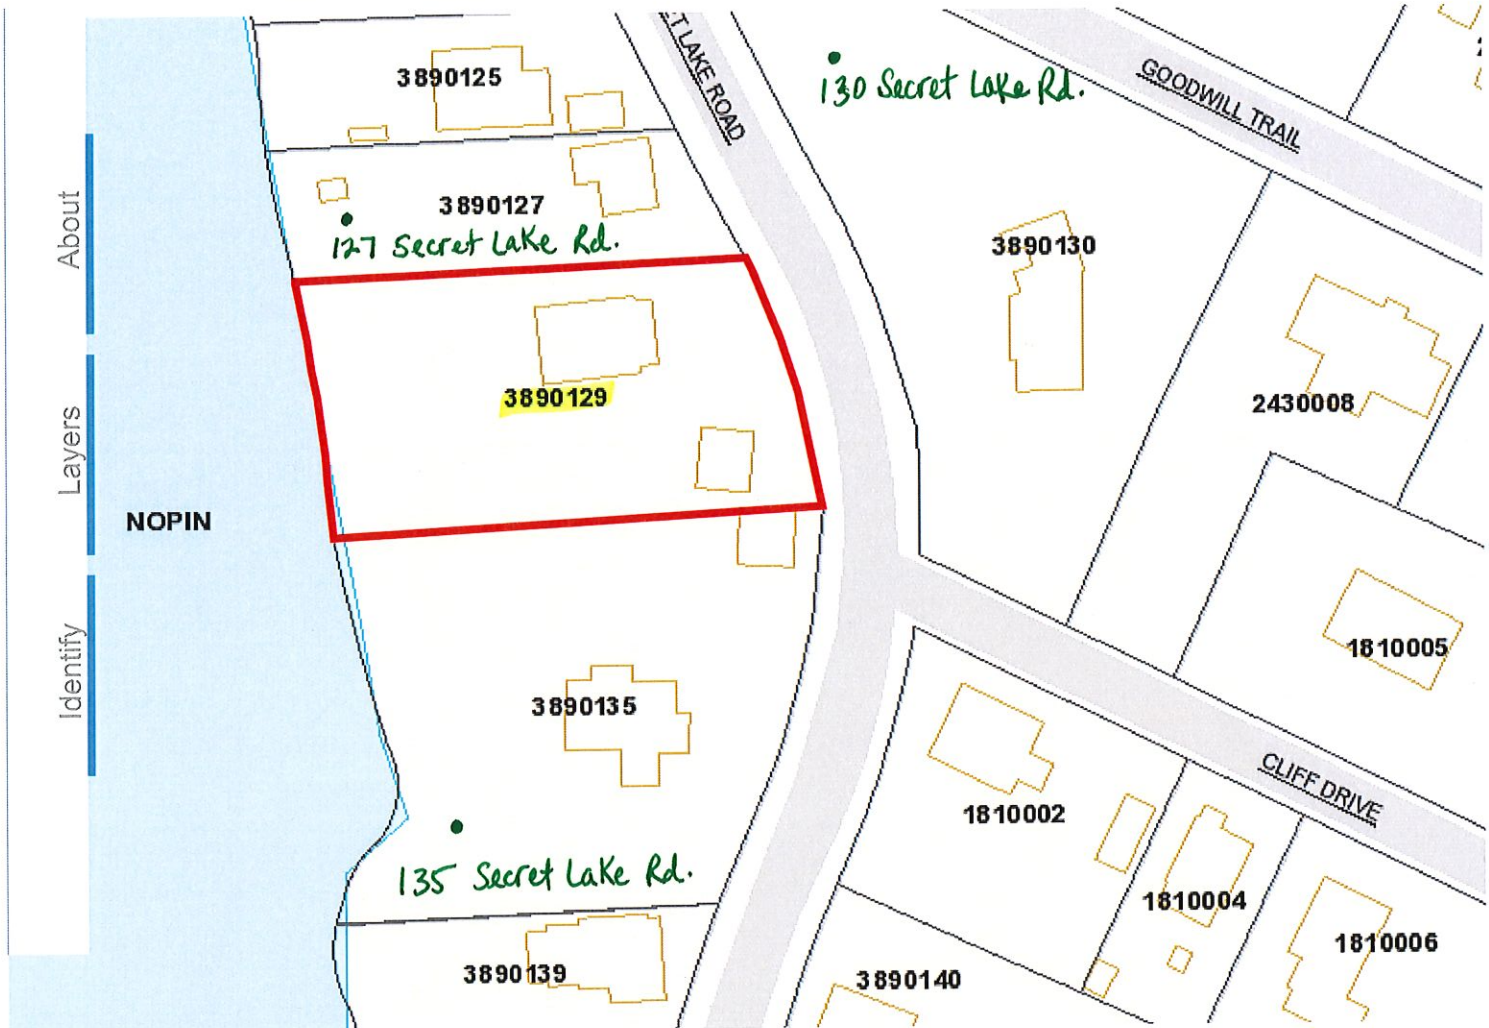 ET LAKE ROAD
130 Secret Lake Rd.
GOODWILL TRAIL
3890125
About
3890127
127 Secret Lake Rd.
3890130
3890129
2430008
Layers
NOPIN
Identify
1810005
3890135
CLIFF DRIVE
1810002
135 Secret Lake Rd.
1810004
1810006
3890139
3890140